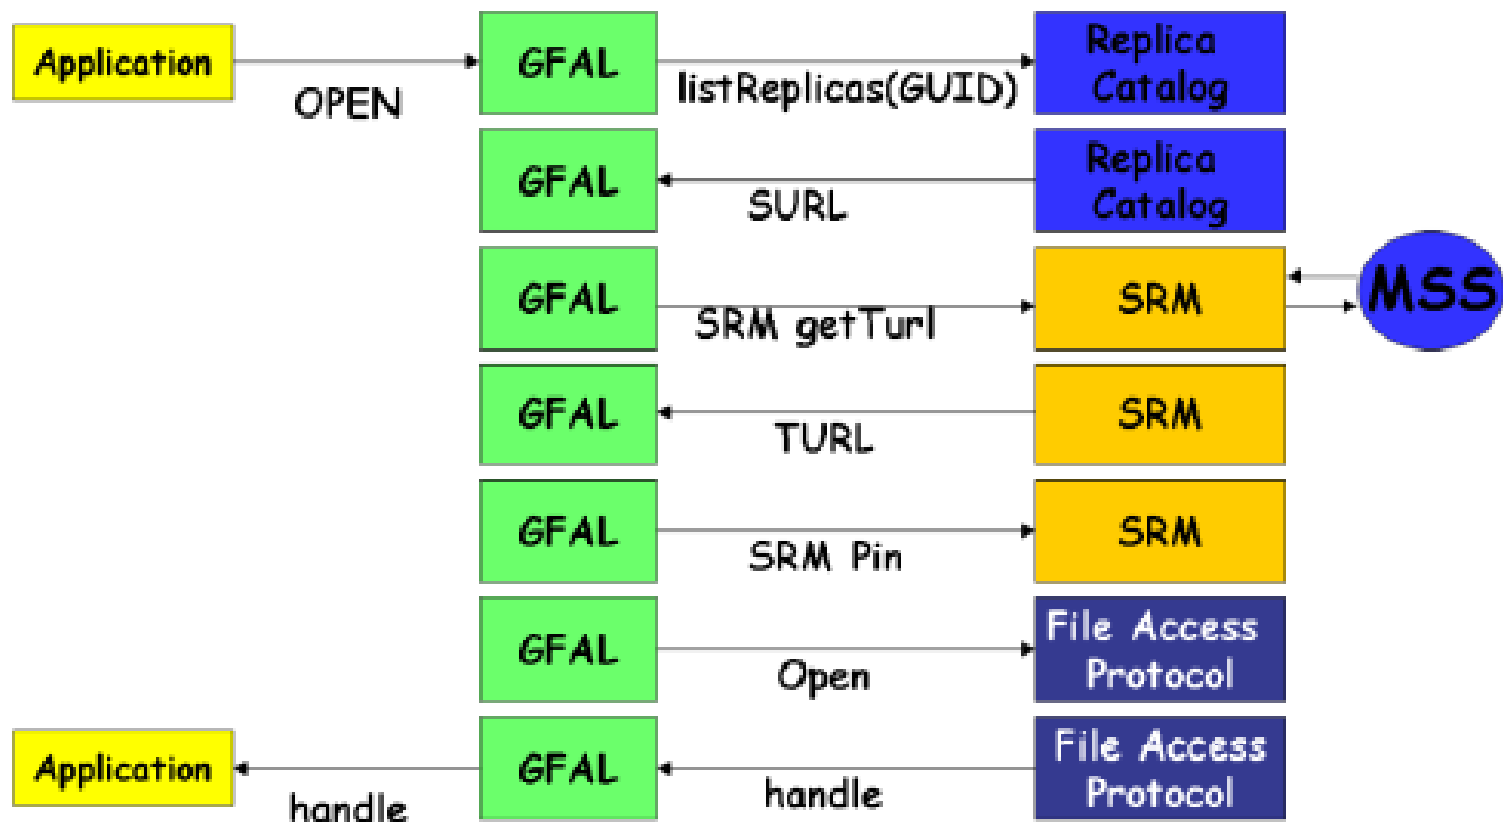 Application
OPEN
GFAL
listReplicas(GUID)
Replica
Catalog
GFAL
SURL
Replica
Catalog
GFAL
SRM getTurl
SRM
MSS
GFAL
TURL
SRM
GFAL
SRM Pin
SRM
GFAL
Open
File Access
Protocol
Application
handle
GFAL
handle
File Access
Protocol